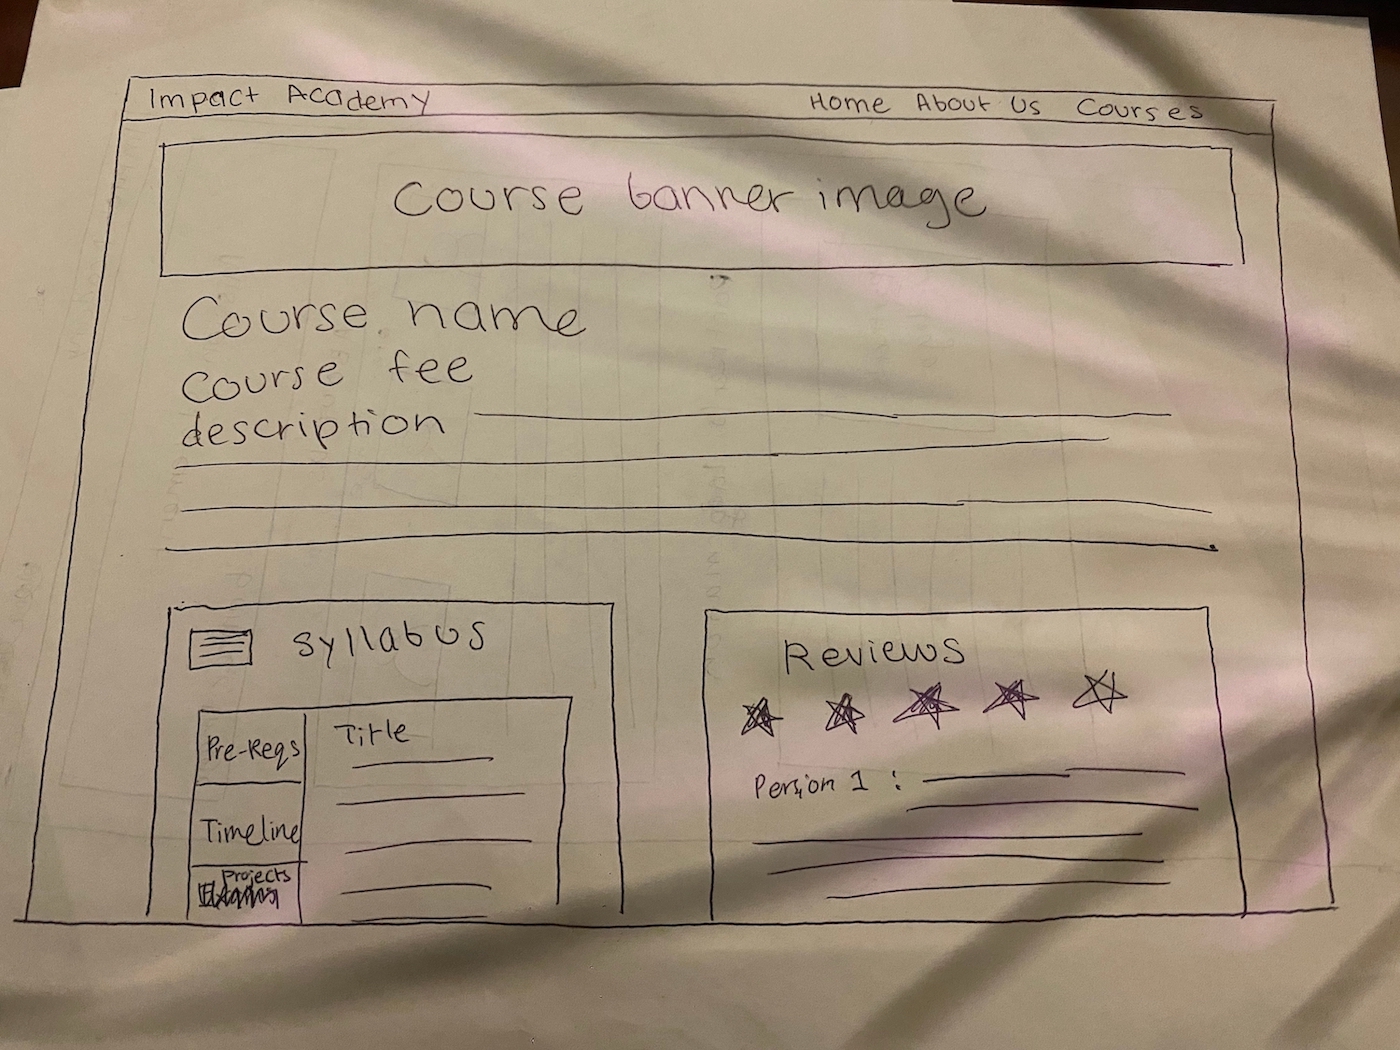 Impact Academy Home About Us Courses
Course banner image
Course name
Course fee
description
Syllabus
Pre-Reqs
Title
Timeline
Projects
Reviews
Person 1 :